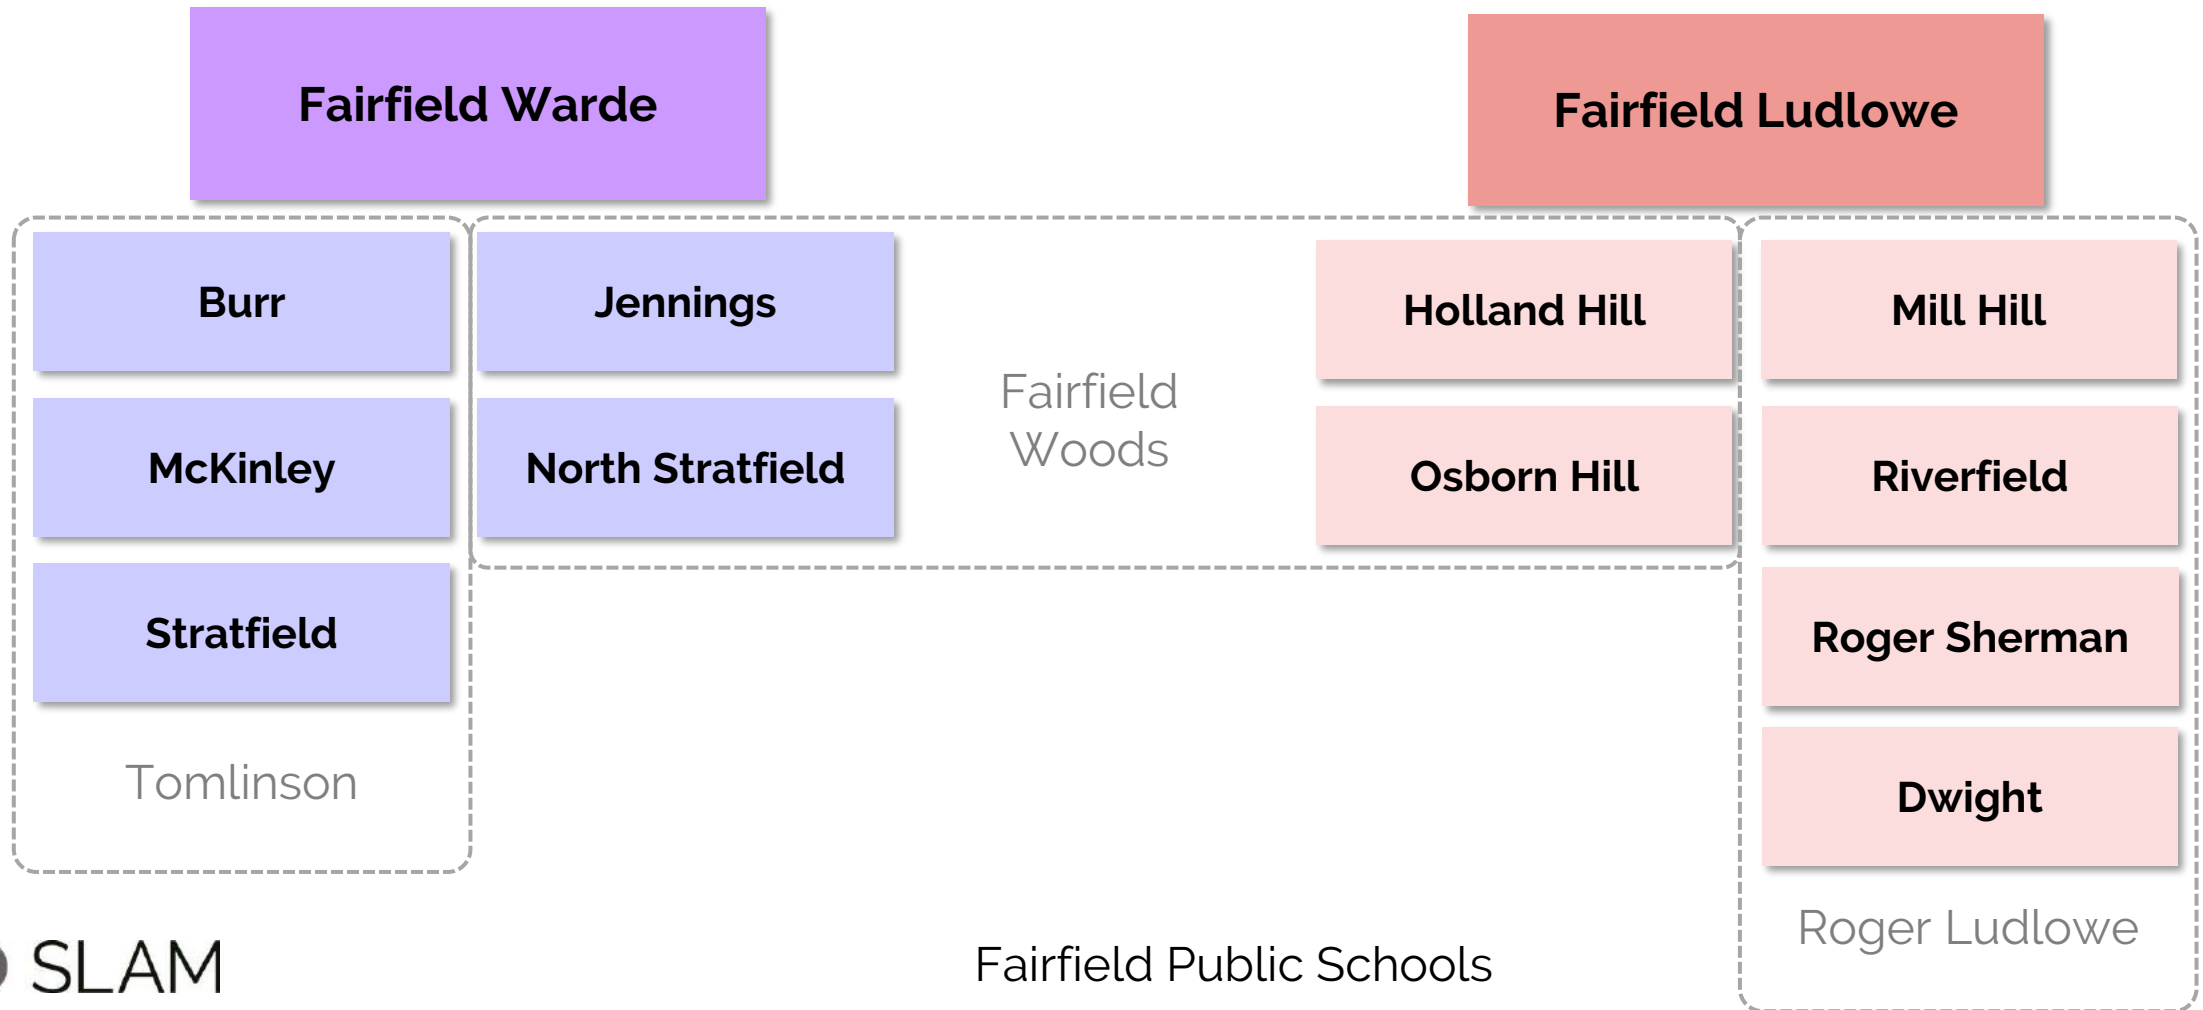 Fairfield Warde
Fairfield Ludlowe
Burr
Jennings
Holland Hill
Mill Hill
Fairfield
Woods
McKinley
North Stratfield
Osborn Hill
Riverfield
Stratfield
Roger Sherman
Tomlinson
Dwight
Roger Ludlowe
SLAM
Fairfield Public Schools